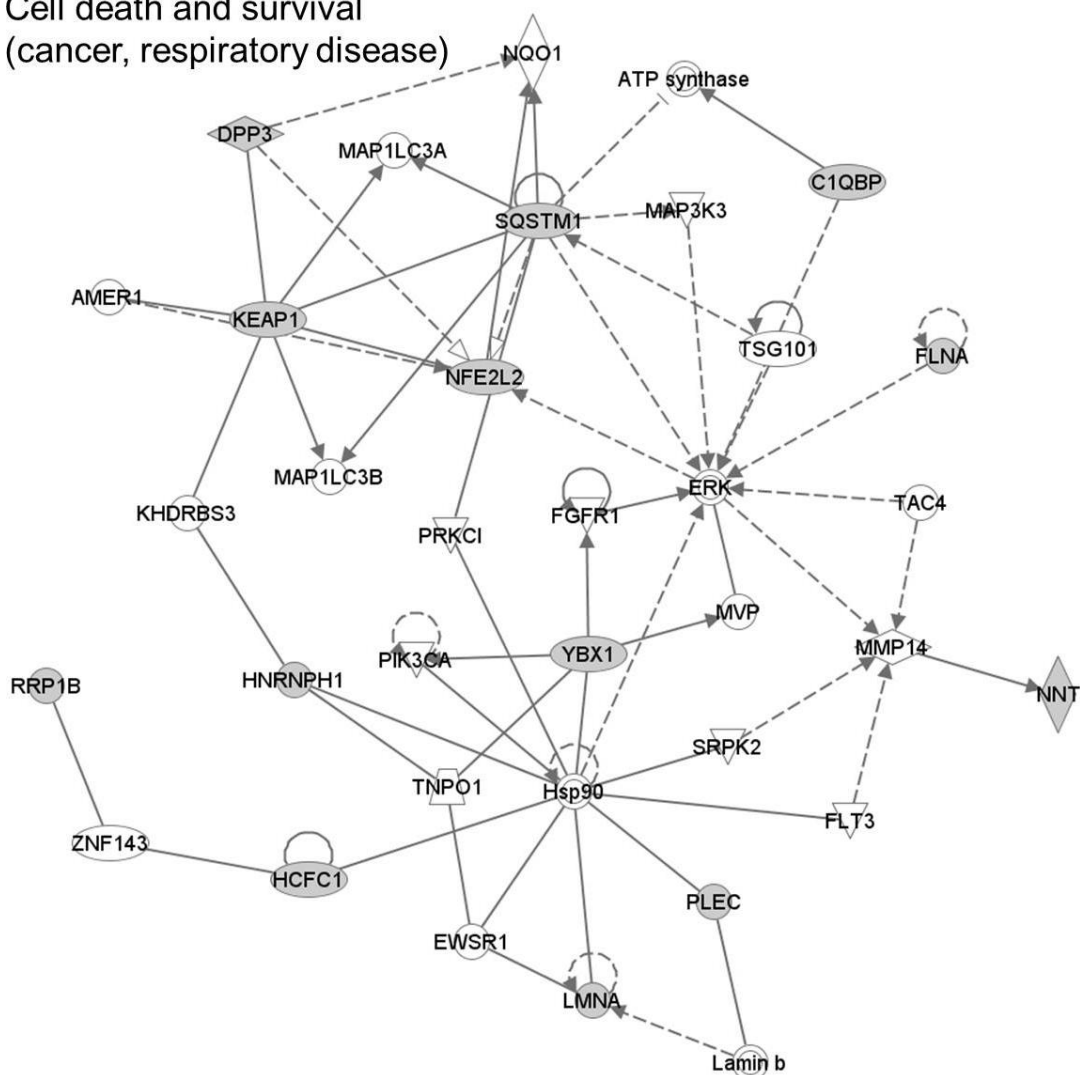 Cell death and survival
(cancer, respiratory disease)
NQO1
ATP synthase
DPP3
MAP1LC3A
C1QBP
SQSTM1
MAP3K3
AMER1
KEAP1
TSG101
FLNA
NFE2L2
MAP1LC3B
ERK
TAC4
KHDRBS3
FGFR1
PRKCI
MVP
MMP14
PIK3CA
YBX1
RRP1B
HNRNPH1
NNT
SRPK2
TNPO1
Hsp90
FLT3
ZNF143
HCFC1
PLEC
EWSR1
LMNA
Lamin b